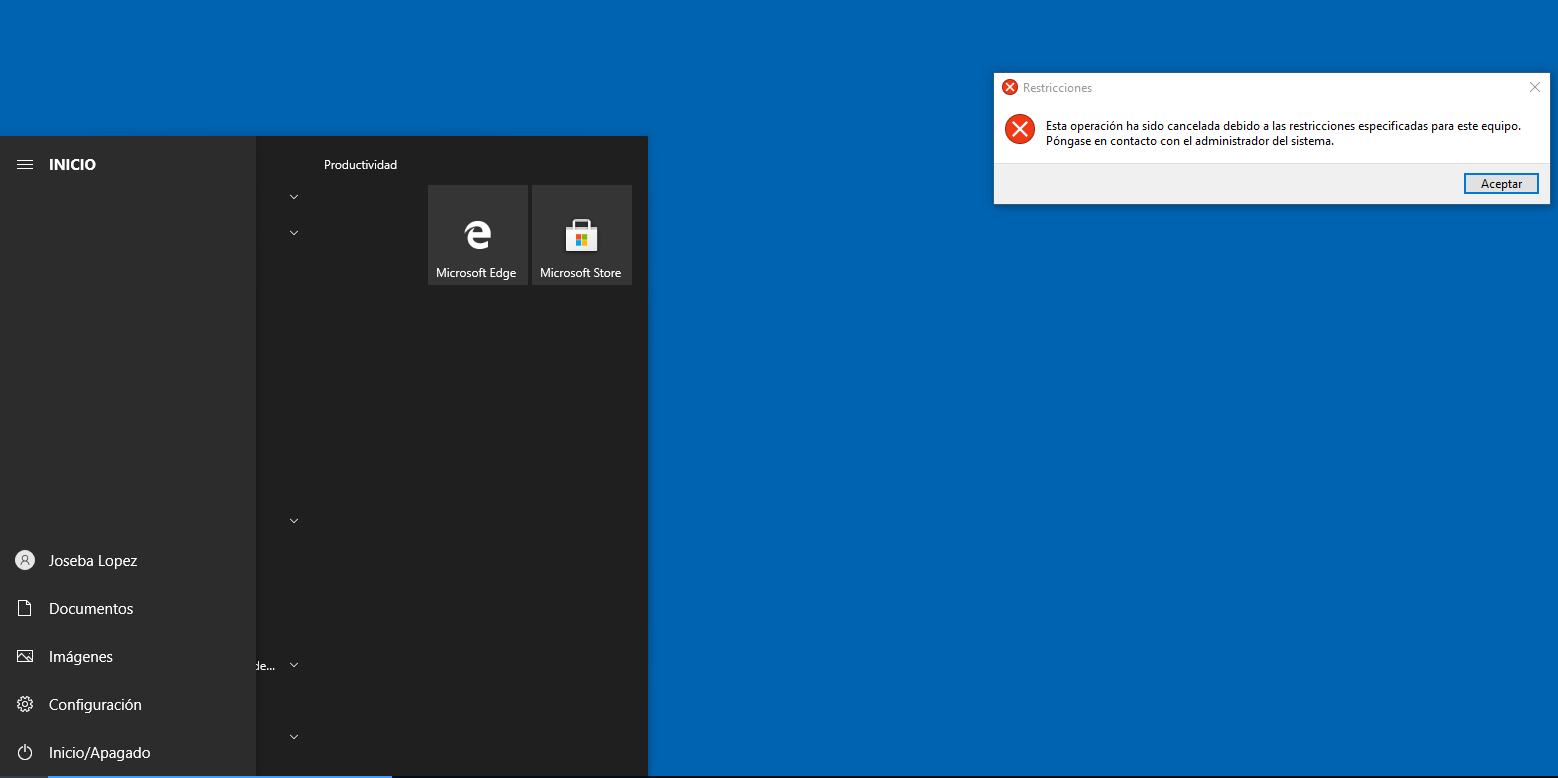 INICIO
Productividad
Microsoft Edge
Microsoft Store
de...
Joseba Lopez
Documentos
Imágenes
Configuración
Inicio/Apagado
Restricciones
Esta operación ha sido cancelada debido a las restricciones especificadas para este equipo.
Póngase en contacto con el administrador del sistema.
Aceptar